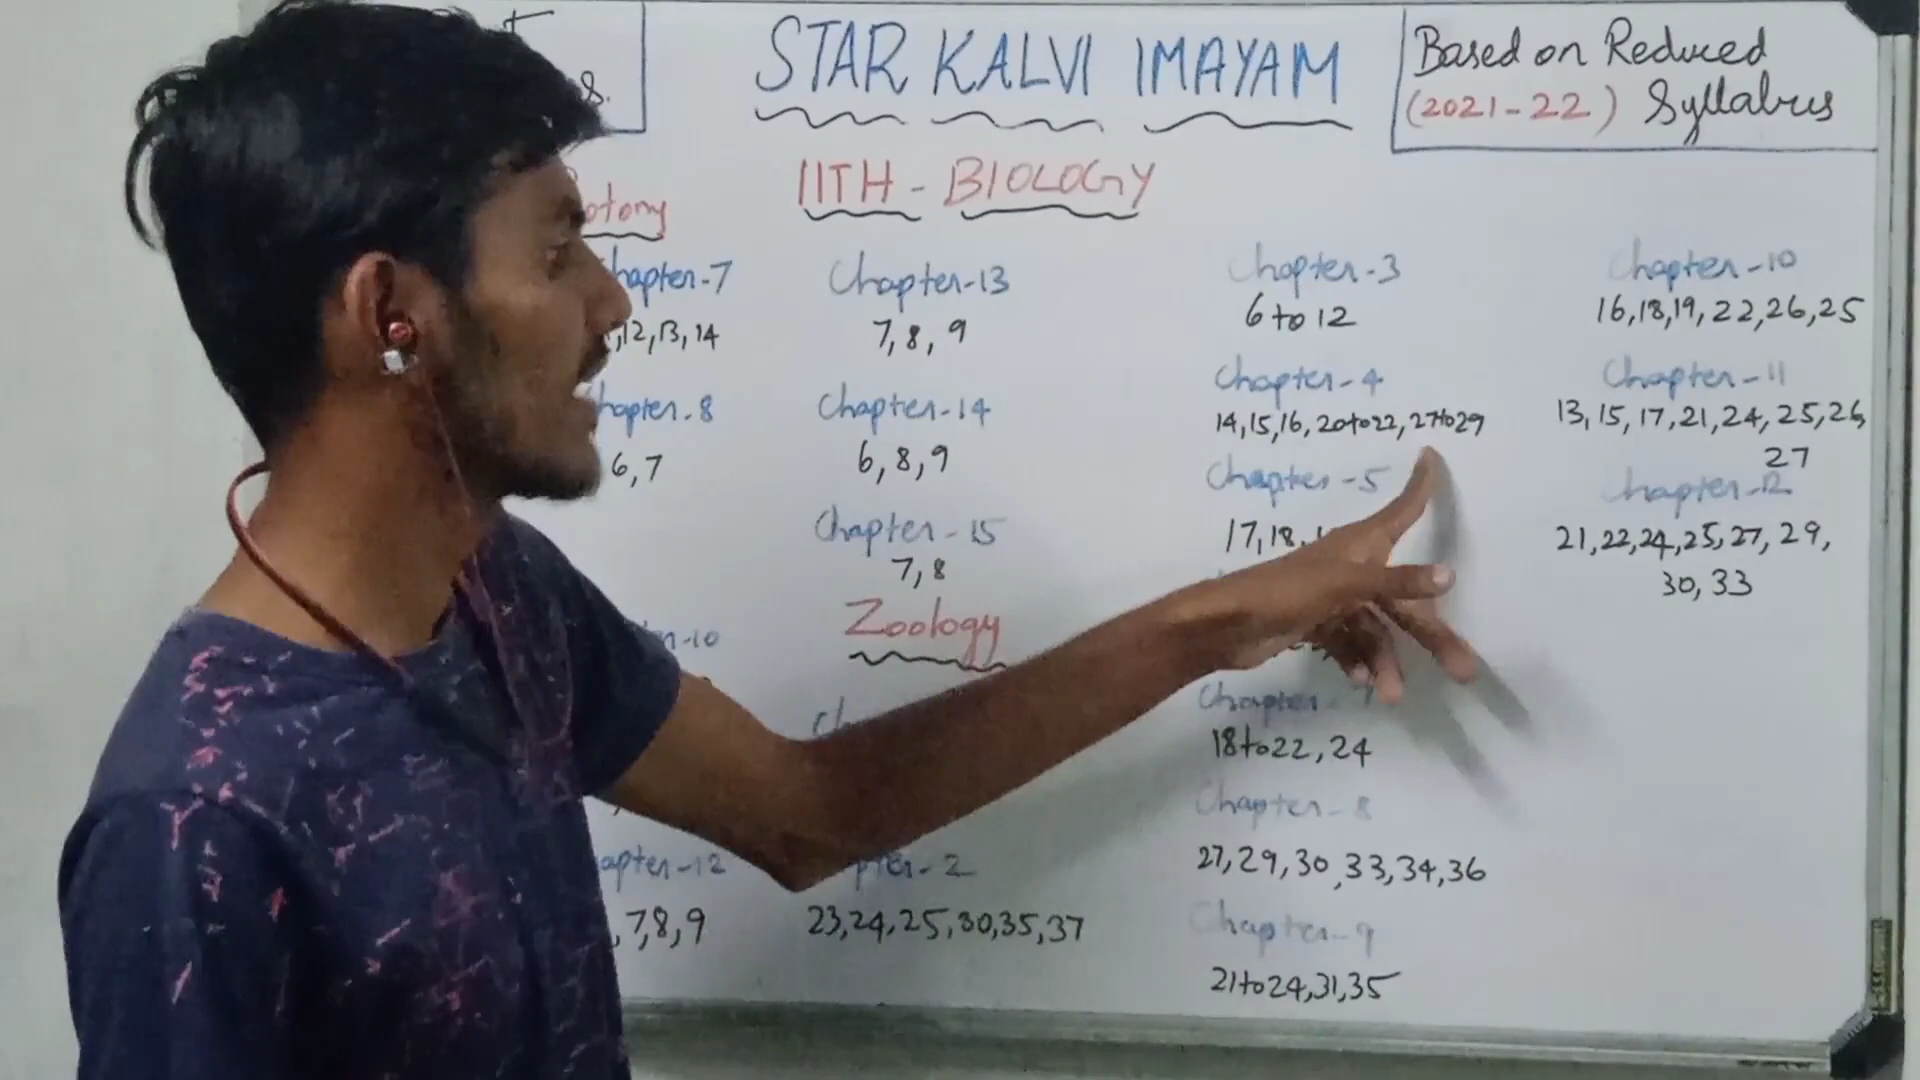 STAR KALVI IMAYAM
Based on Reduced
(2021-22) Syllabus
11TH - BIOLOGY
Chapter-7
12, 13, 14
Chapter-8
6, 7
-10
Chapter-12
7, 8, 9
Chapter-13
7, 8, 9
Chapter-14
6, 8, 9
Chapter-15
7, 8
Zoology
-2
23, 24, 25, 30, 35, 37
Chapter-3
6 to 12
Chapter-4
14, 15, 16, 20 to 22, 27 to 29
Chapter-5
17, 18,
Chapter-7
18 to 22, 24
Chapter-8
27, 29, 30, 33, 34, 36
Chapter-9
21 to 24, 31, 35
Chapter-10
16, 18, 19, 22, 26, 25
Chapter-11
13, 15, 17, 21, 24, 25, 26,
27
Chapter-12
21, 22, 24, 25, 27, 29,
30, 33